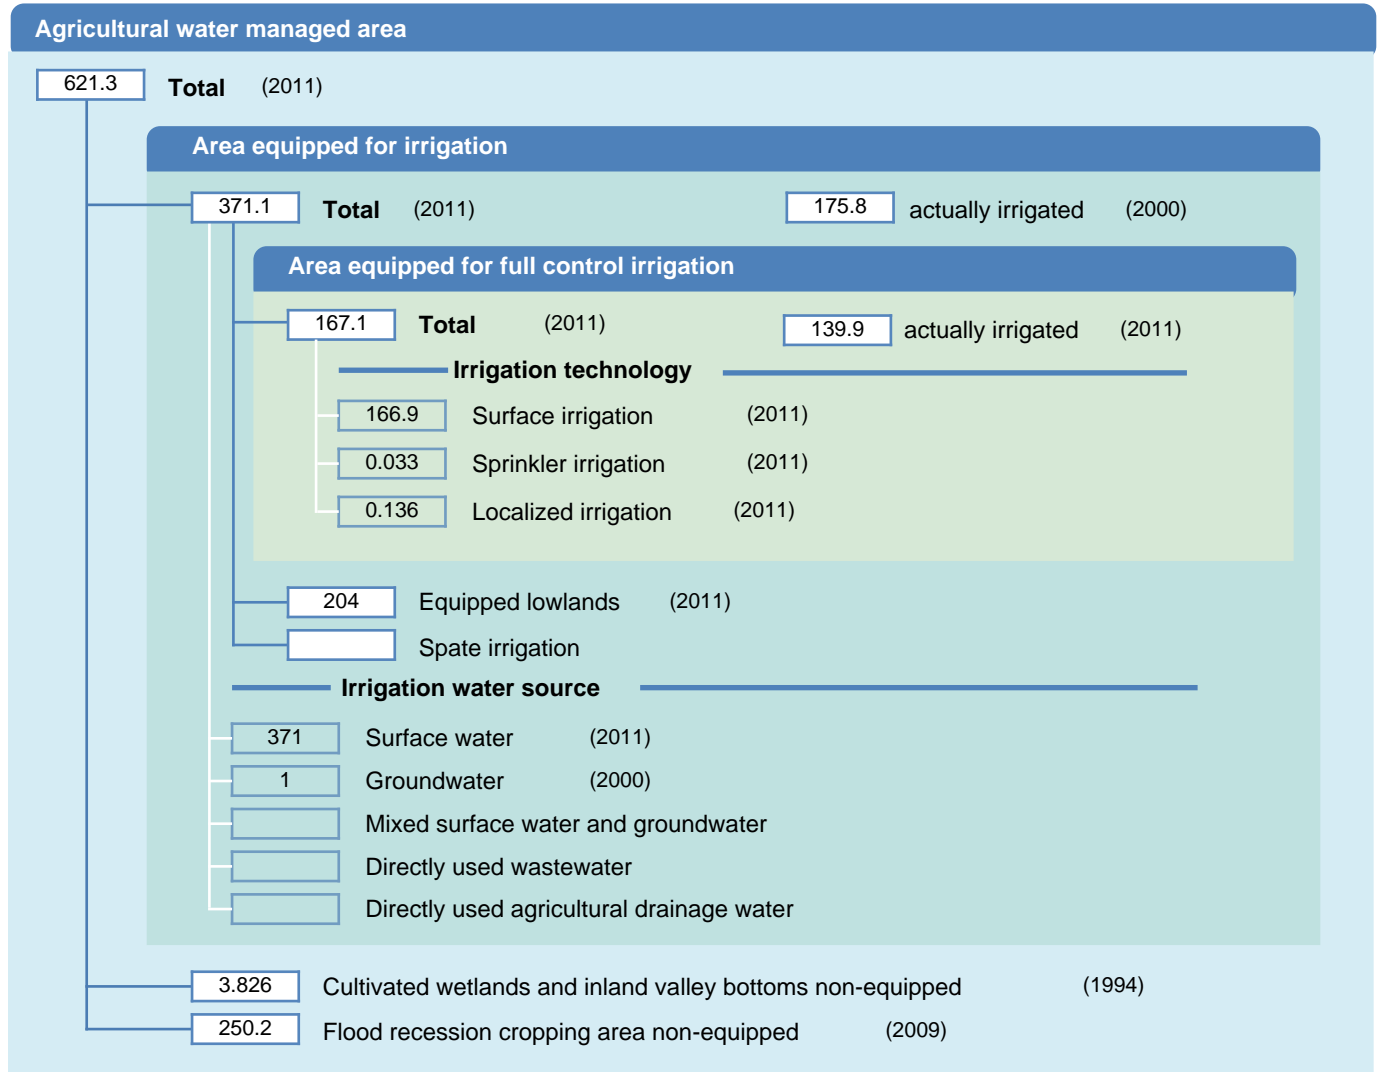 Agricultural water managed area
621.3 Total (2011)
Area equipped for irrigation
371.1 Total (2011) 175.8 actually irrigated (2000)
Area equipped for full control irrigation
167.1 Total (2011) 139.9 actually irrigated (2011)
Irrigation technology
166.9 Surface irrigation (2011)
0.033 Sprinkler irrigation (2011)
0.136 Localized irrigation (2011)
204 Equipped lowlands (2011)
Spate irrigation
Irrigation water source
371 Surface water (2011)
1 Groundwater (2000)
Mixed surface water and groundwater
Directly used wastewater
Directly used agricultural drainage water
3.826 Cultivated wetlands and inland valley bottoms non-equipped (1994)
250.2 Flood recession cropping area non-equipped (2009)